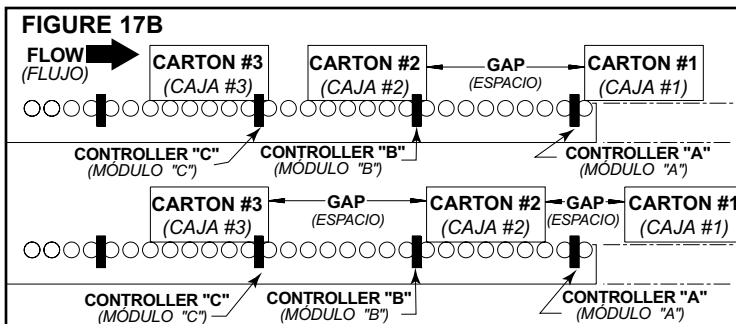 FIGURE 17B
FLOW
(FLUJO)
CARTON #3
(CAJA #3)
CARTON #2
(CAJA #2)
GAP
(ESPACIO)
CARTON #1
(CAJA #1)
CONTROLLER "C"
(MÓDULO "C")
CONTROLLER "B"
(MÓDULO "B")
CONTROLLER "A"
(MÓDULO "A")
CARTON #3
(CAJA #3)
GAP
(ESPACIO)
CARTON #2
(CAJA #2)
GAP
(ESPACIO)
CARTON #1
(CAJA #1)
CONTROLLER "C"
(MÓDULO "C")
CONTROLLER "B"
(MÓDULO "B")
CONTROLLER "A"
(MÓDULO "A")